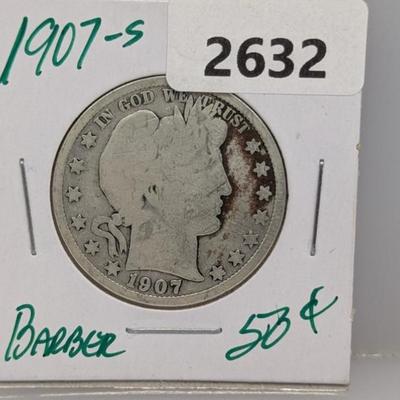 1907-S
2632
IN GOD WE TRUST
1907
BARBER
50¢